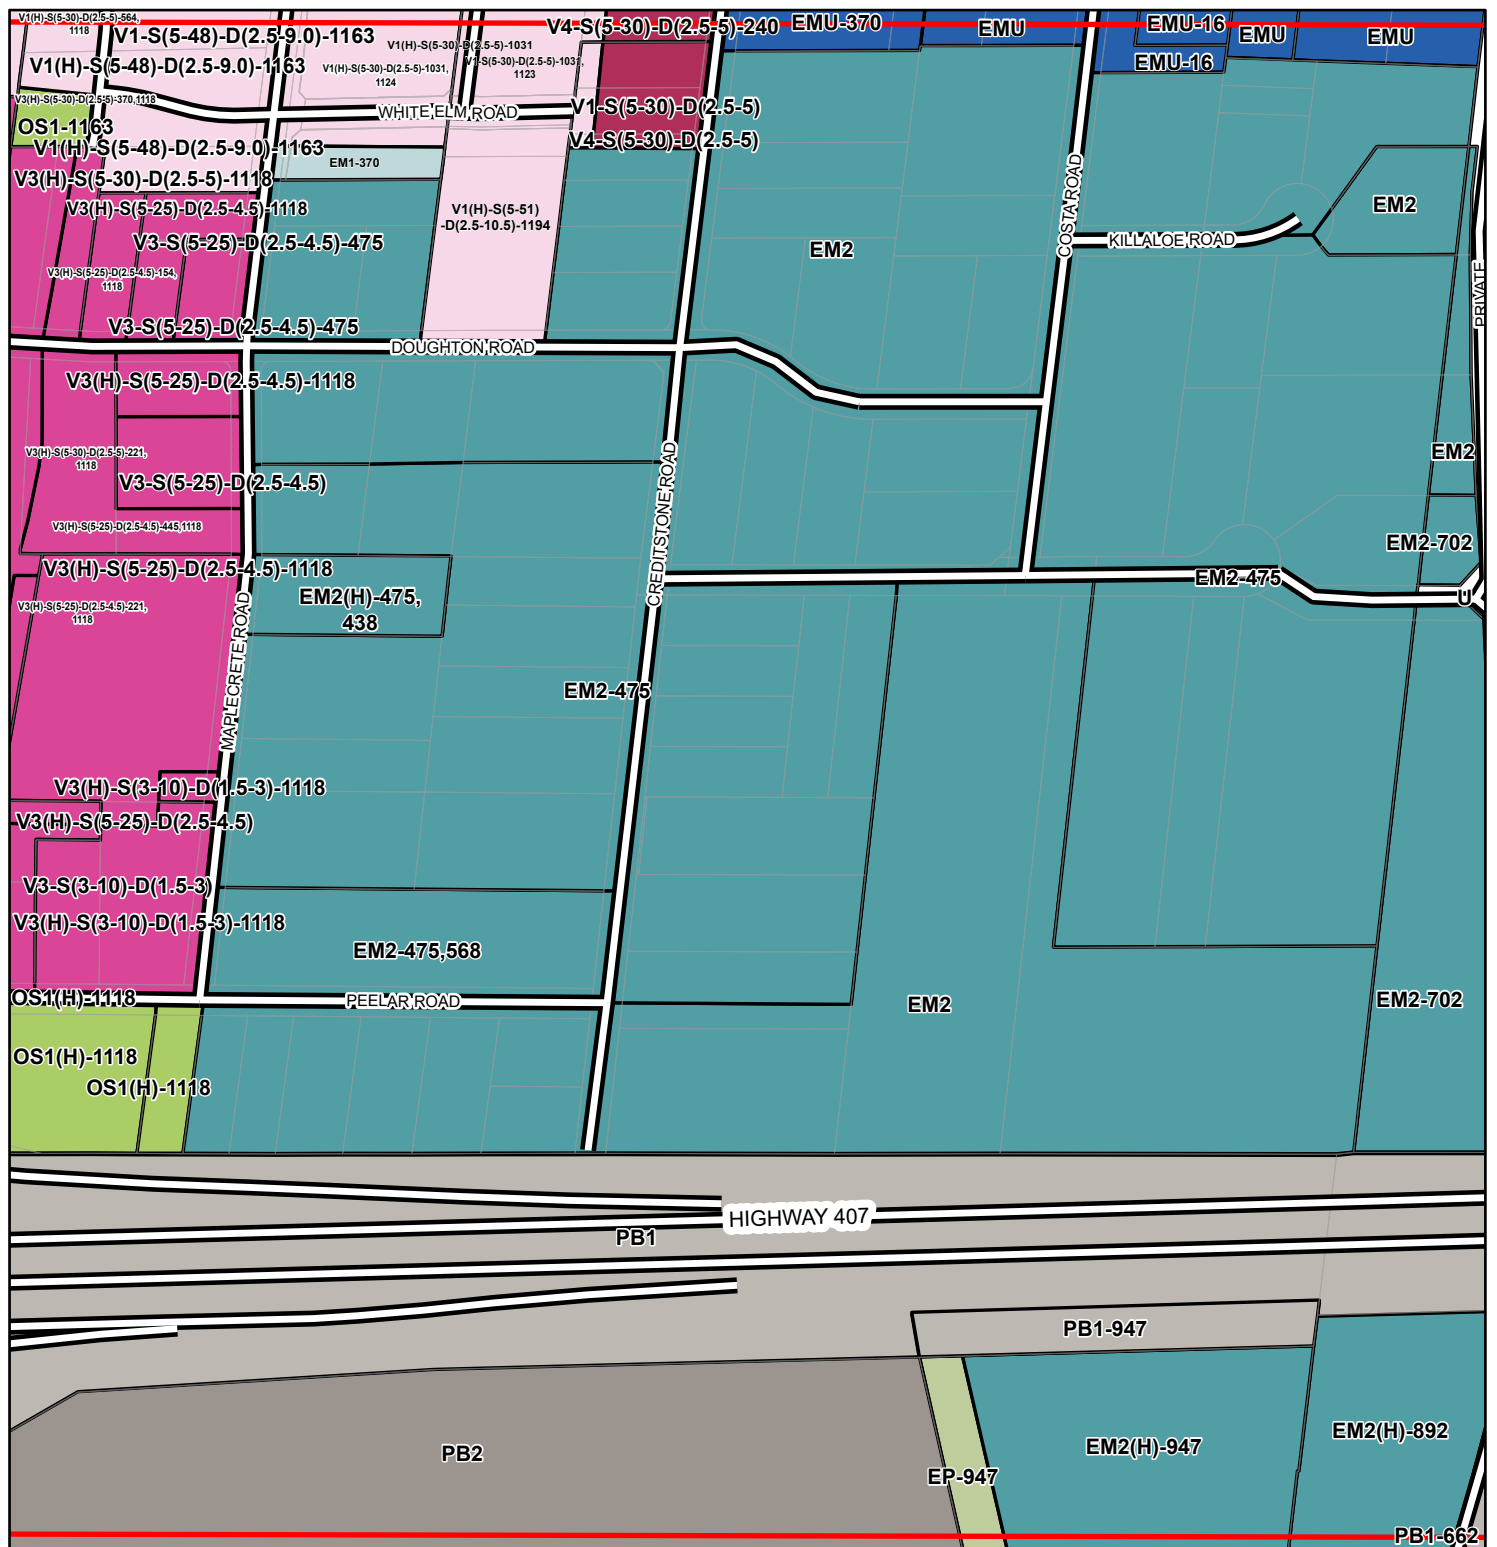 V1(H)-S(5-30)-D(2.5-5)-564,
1118
V1-S(5-48)-D(2.5-9.0)-1163
V1(H)-S(5-30)-D(2.5-5)-1031
V4-S(5-30)-D(2.5-5)-240
EMU-370
EMU
EMU-16
EMU
EMU
V1(H)-S(5-48)-D(2.5-9.0)-1163
V1(H)-S(5-30)-D(2.5-5)-1031,
1124
V1-S(5-30)-D(2.5-5)-1031,
1123
EMU-16
V3(H)-S(5-30)-D(2.5-5)-370,1118
WHITE ELM ROAD
V1-S(5-30)-D(2.5-5)
OS1-1163
V4-S(5-30)-D(2.5-5)
V1(H)-S(5-48)-D(2.5-9.0)-1163
EM1-370
V3(H)-S(5-30)-D(2.5-5)-1118
V3(H)-S(5-25)-D(2.5-4.5)-1118
V1(H)-S(5-51)
-D(2.5-10.5)-1194
COSTA ROAD
EM2
V3-S(5-25)-D(2.5-4.5)-475
EM2
KILLALOE ROAD
V3(H)-S(5-25)-D(2.5-4.5)-154,
1118
PRIVATE
V3-S(5-25)-D(2.5-4.5)-475
DOUGHTON ROAD
V3(H)-S(5-25)-D(2.5-4.5)-1118
V3(H)-S(5-30)-D(2.5-5)-221,
1118
EM2
V3-S(5-25)-D(2.5-4.5)
CREDITSTONE ROAD
V3(H)-S(5-25)-D(2.5-4.5)-445,1118
EM2-702
V3(H)-S(5-25)-D(2.5-4.5)-1118
EM2-475
EM2(H)-475,
438
U
V3(H)-S(5-25)-D(2.5-4.5)-221,
1118
MAPLECRETE ROAD
EM2-475
V3(H)-S(3-10)-D(1.5-3)-1118
V3(H)-S(5-25)-D(2.5-4.5)
V3-S(3-10)-D(1.5-3)
V3(H)-S(3-10)-D(1.5-3)-1118
EM2-475,568
OS1(H)-1118
PEELAR ROAD
EM2
EM2-702
OS1(H)-1118
OS1(H)-1118
HIGHWAY 407
PB1
PB1-947
EM2(H)-892
EM2(H)-947
PB2
EP-947
PB1-662